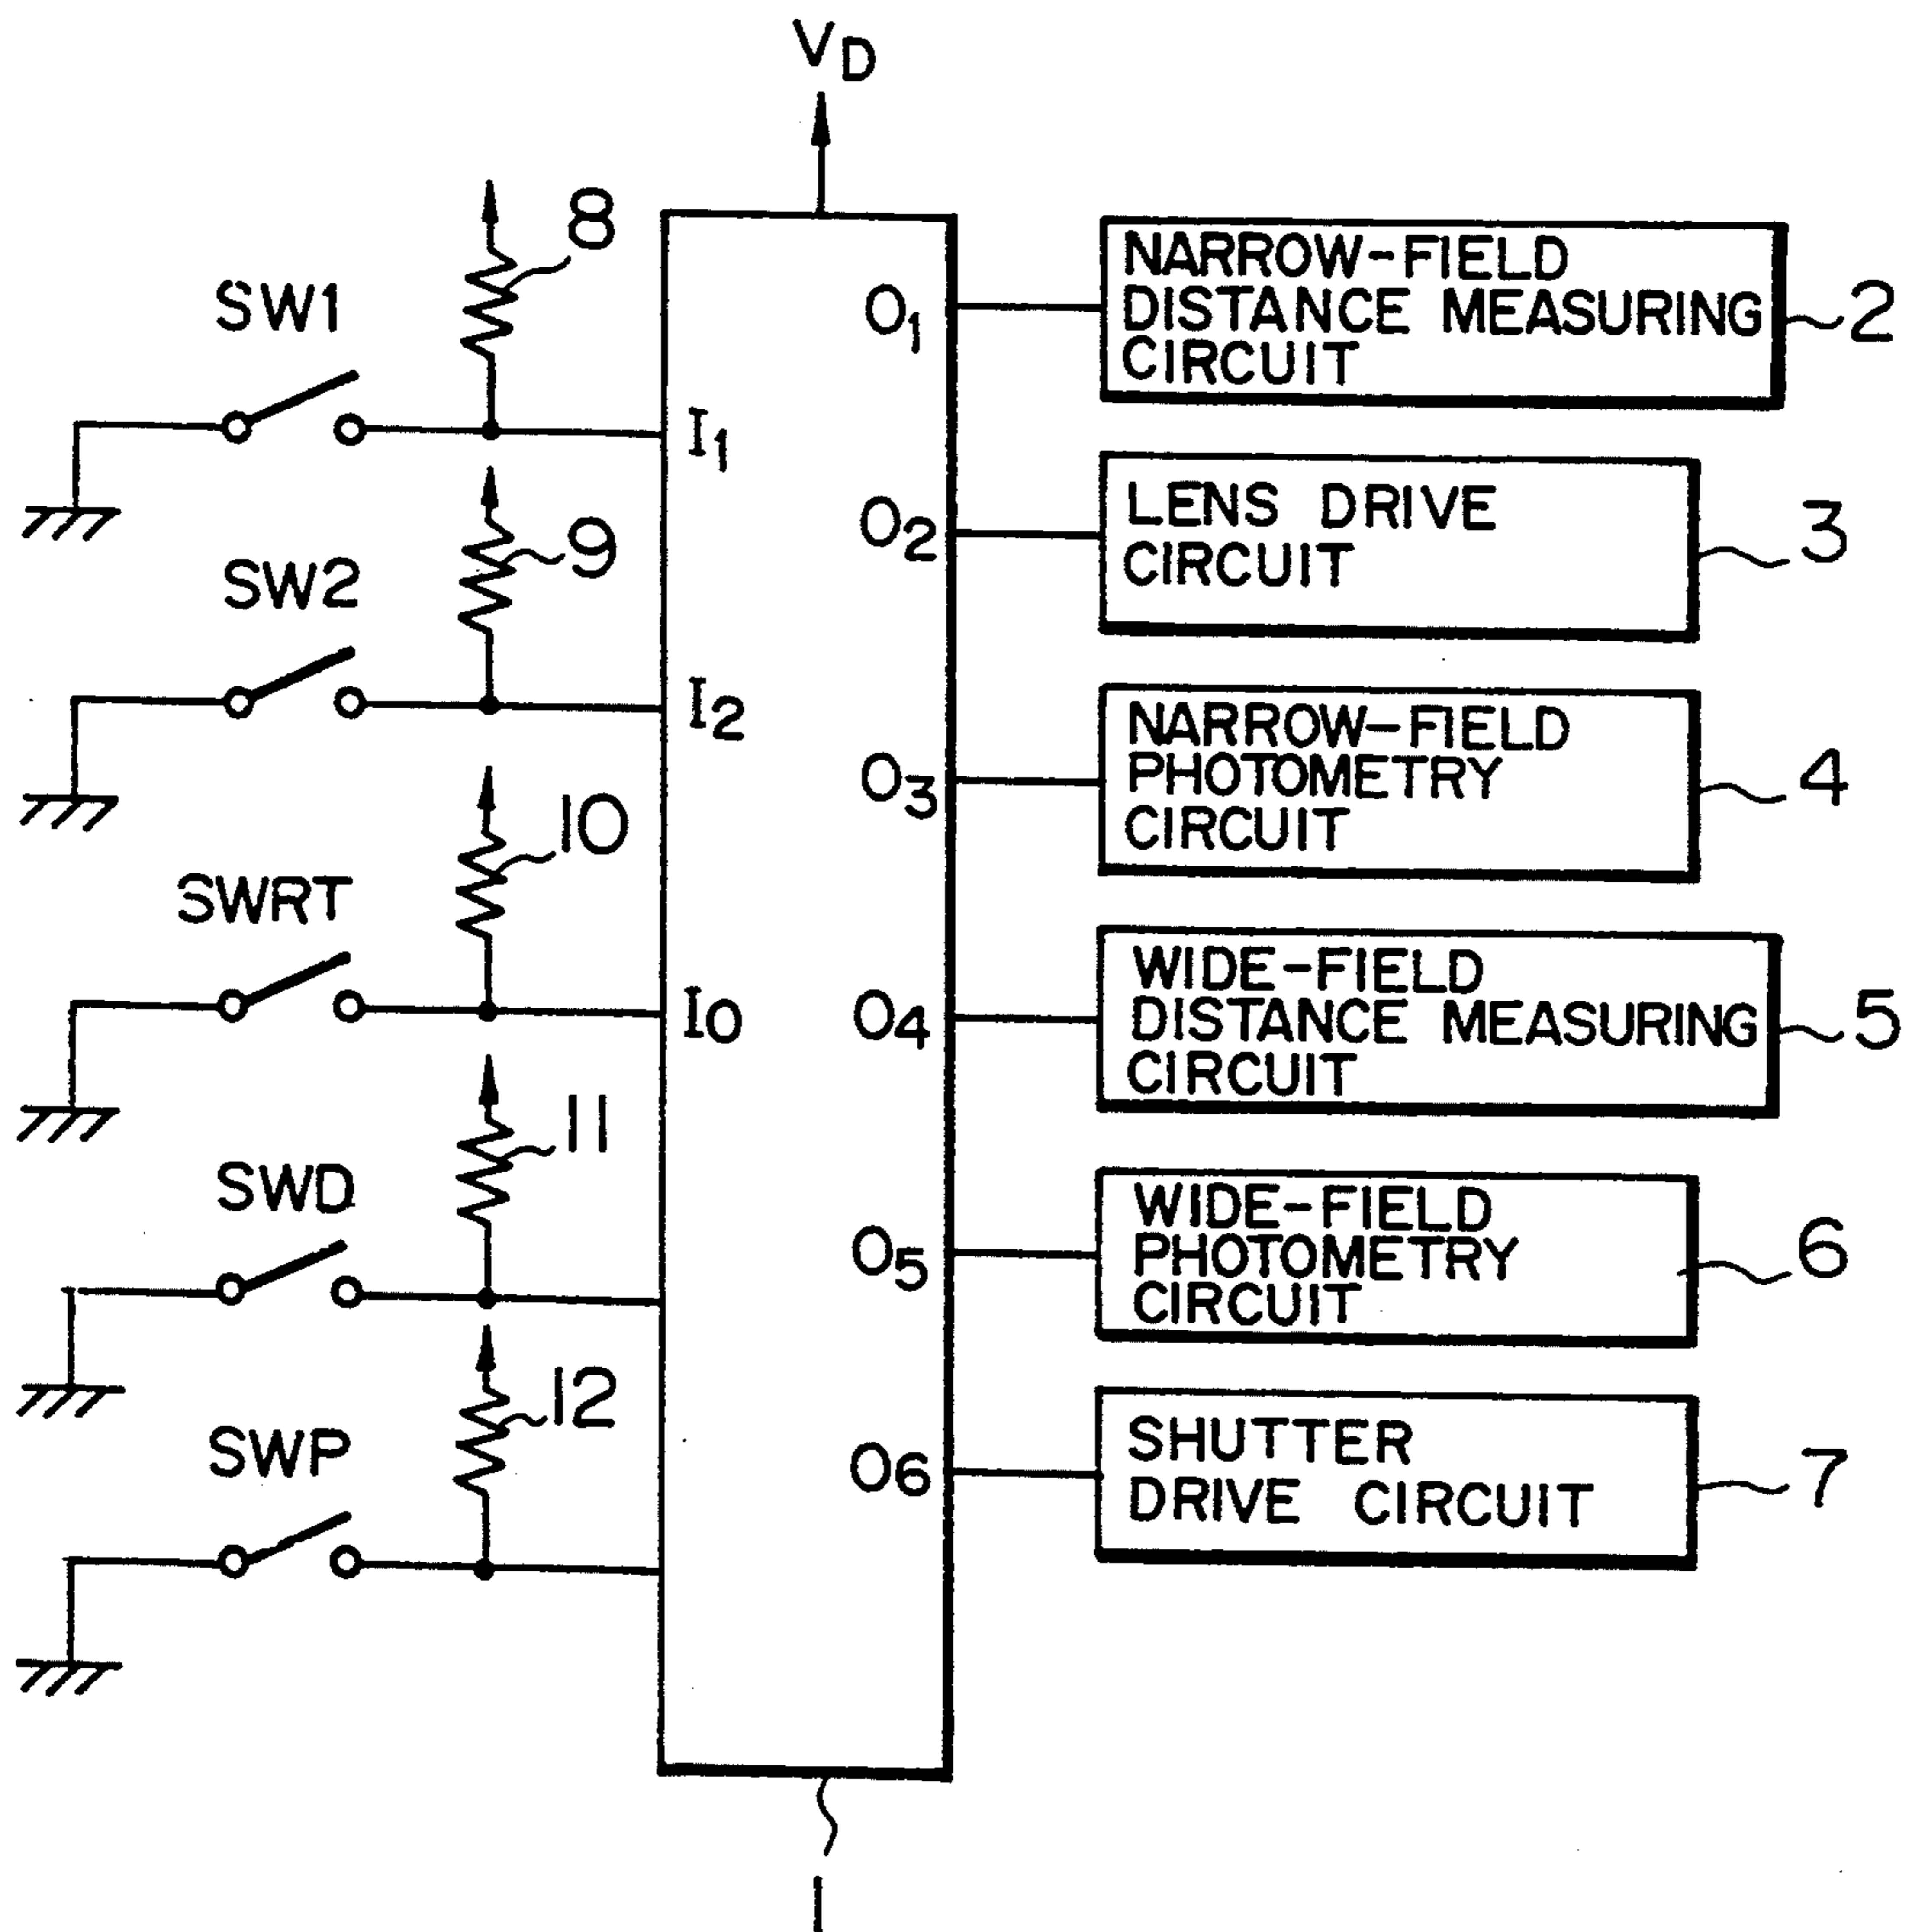 VD
8
SW1
I1
9
SW2
I2
10
SWRT
I0
11
SWD
12
SWP
O1
NARROW-FIELD
DISTANCE MEASURING
CIRCUIT
2
O2
LENS DRIVE
CIRCUIT
3
O3
NARROW-FIELD
PHOTOMETRY
CIRCUIT
4
O4
WIDE-FIELD
DISTANCE MEASURING
CIRCUIT
5
O5
WIDE-FIELD
PHOTOMETRY
CIRCUIT
6
O6
SHUTTER
DRIVE CIRCUIT
7
1